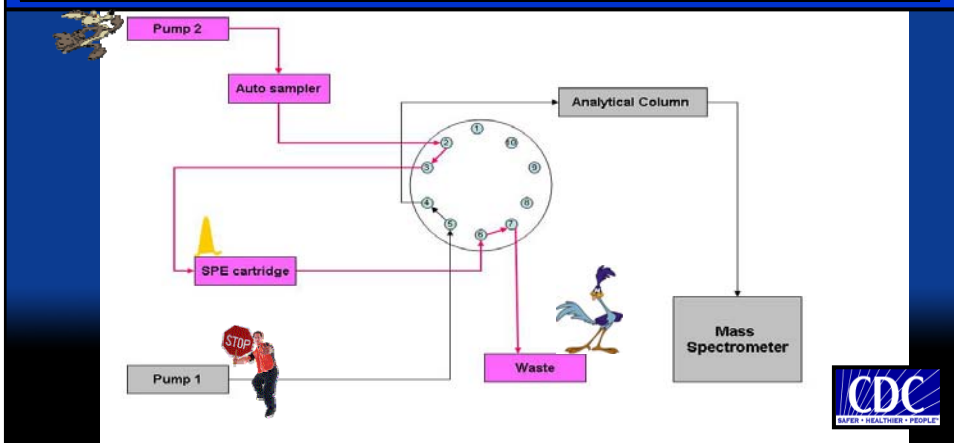 Pump 2
Auto sampler
Analytical Column
1
2
10
3
9
4
8
5
7
6
SPE cartridge
STOP
Mass
Spectrometer
Waste
Pump 1
CDC
SAFER • HEALTHIER • PEOPLE™